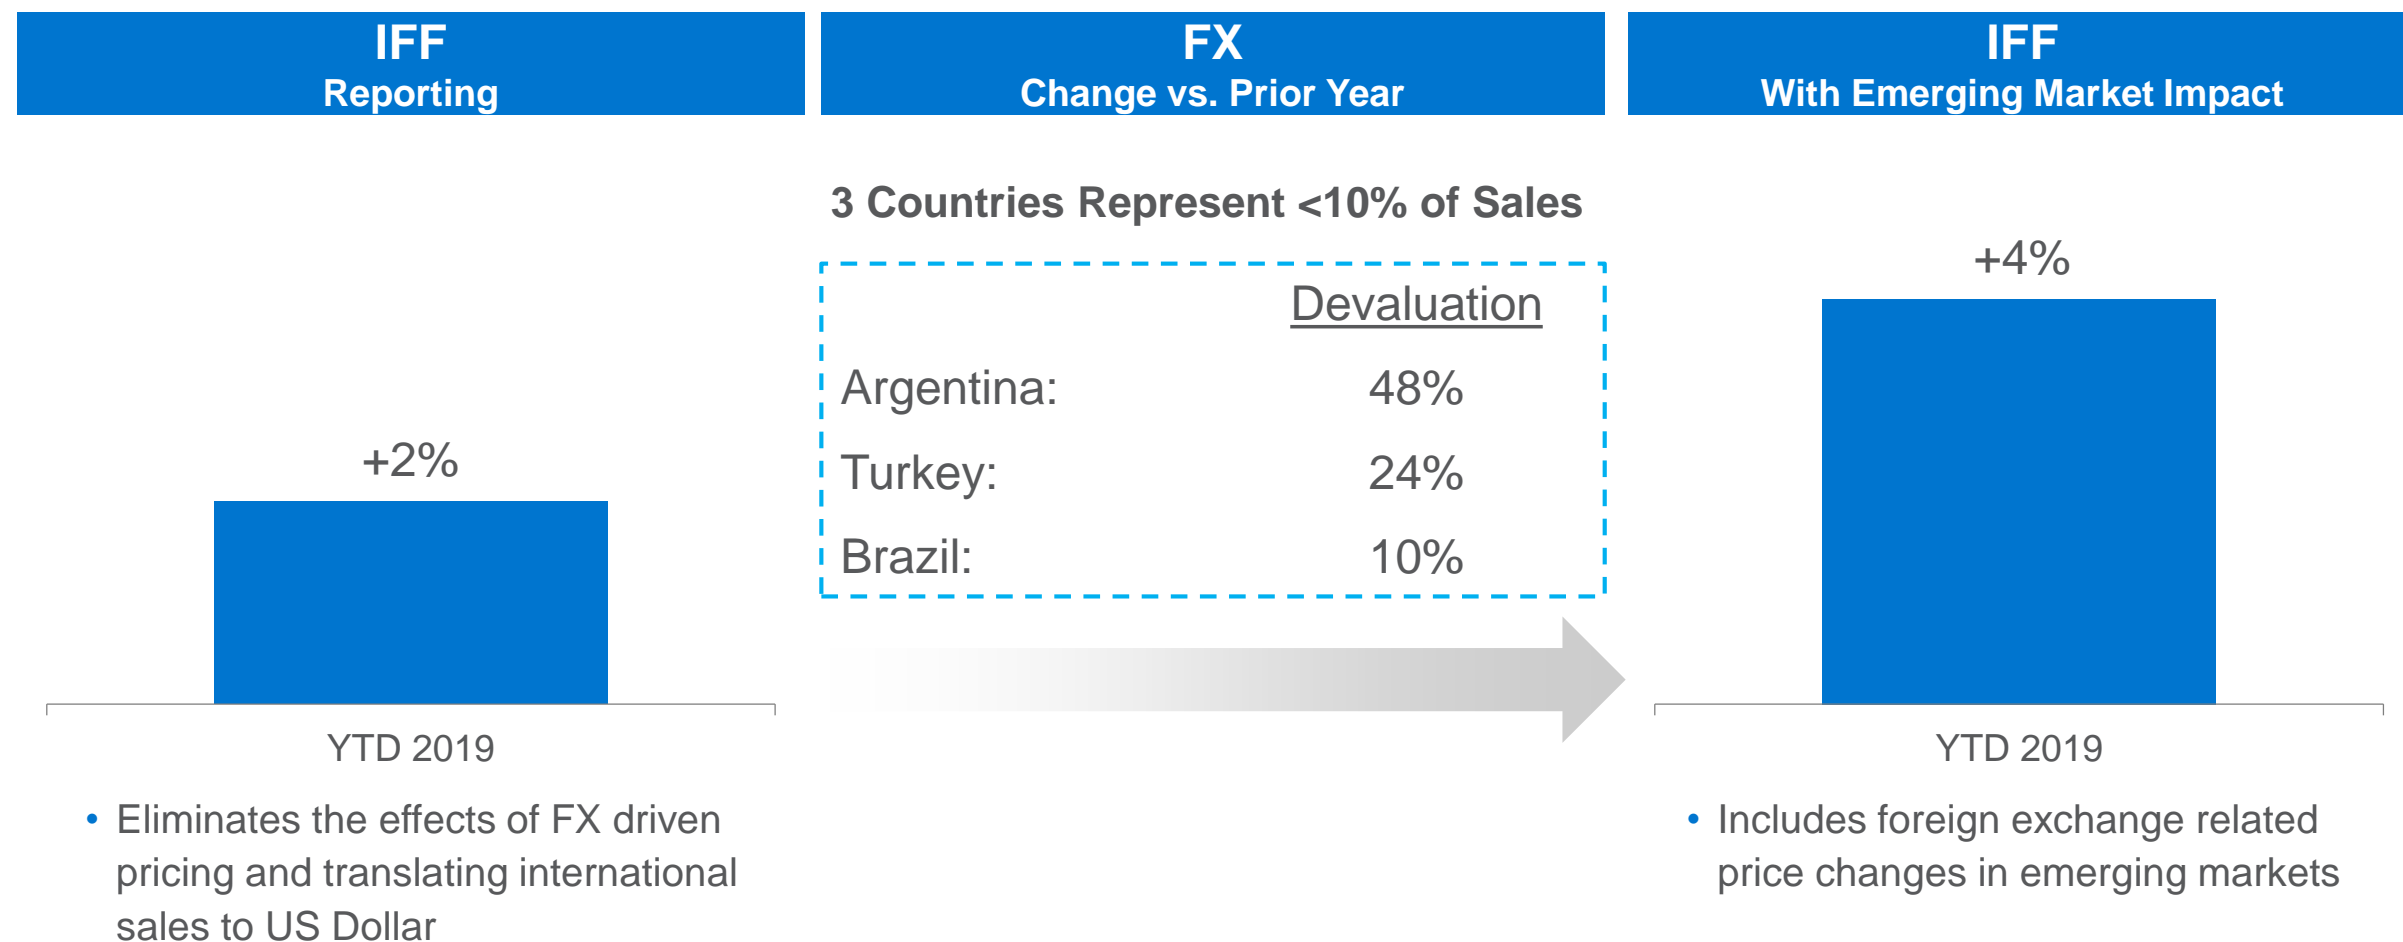 IFF
Reporting
+2%
YTD 2019
• Eliminates the effects of FX driven
pricing and translating international
sales to US Dollar
FX
Change vs. Prior Year
3 Countries Represent <10% of Sales
Devaluation
Argentina: 48%
Turkey: 24%
Brazil: 10%
IFF
With Emerging Market Impact
+4%
YTD 2019
• Includes foreign exchange related
price changes in emerging markets